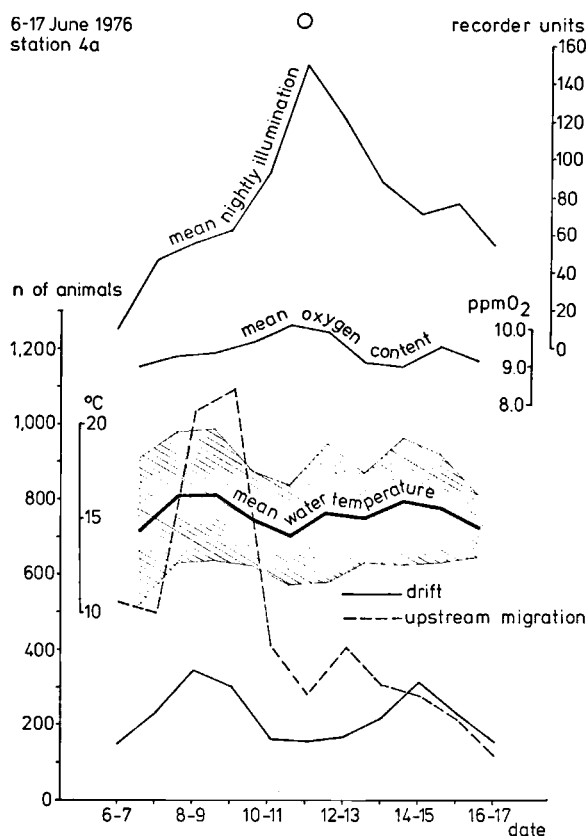 6-17 June 1976
station 4a
recorder units
160
140
120
100
80
60
40
20
0
mean nightly illumination
n of animals
ppmO2
mean oxygen content
10.0
9.0
8.0
1,200
1,000
800
600
400
200
0
°C
20
15
10
mean water temperature
drift
upstream migration
6-7
8-9
10-11
12-13
14-15
16-17
date